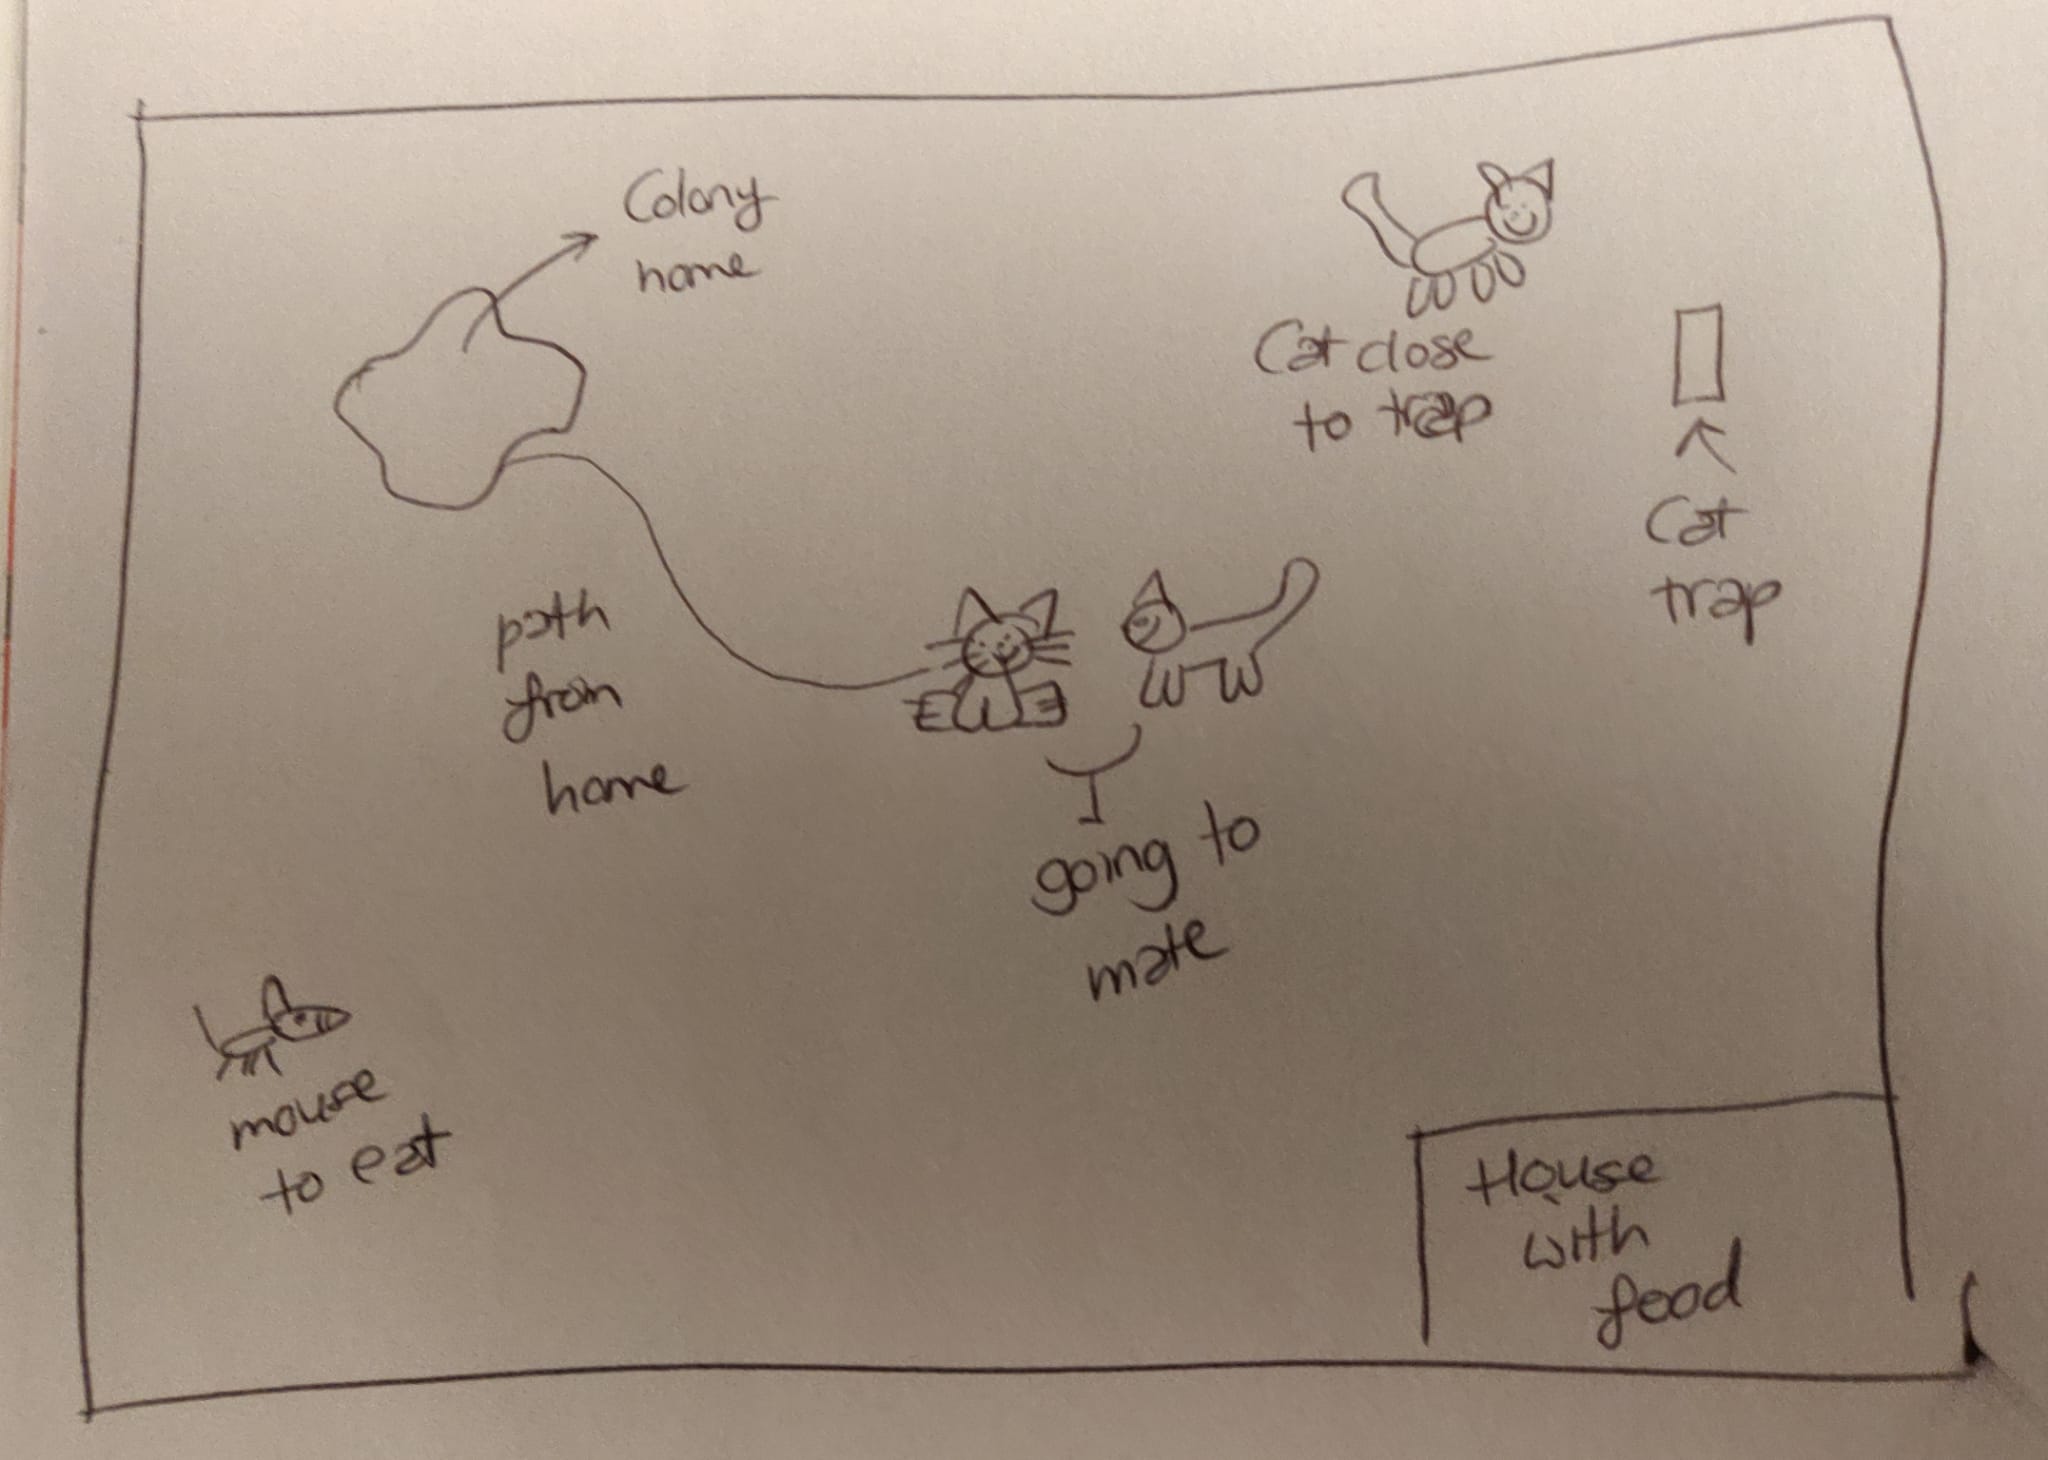 Colony
home
Cat close
to trap
Cat
trap
path
from
home
going to
mate
mouse
to eat
House
with
food